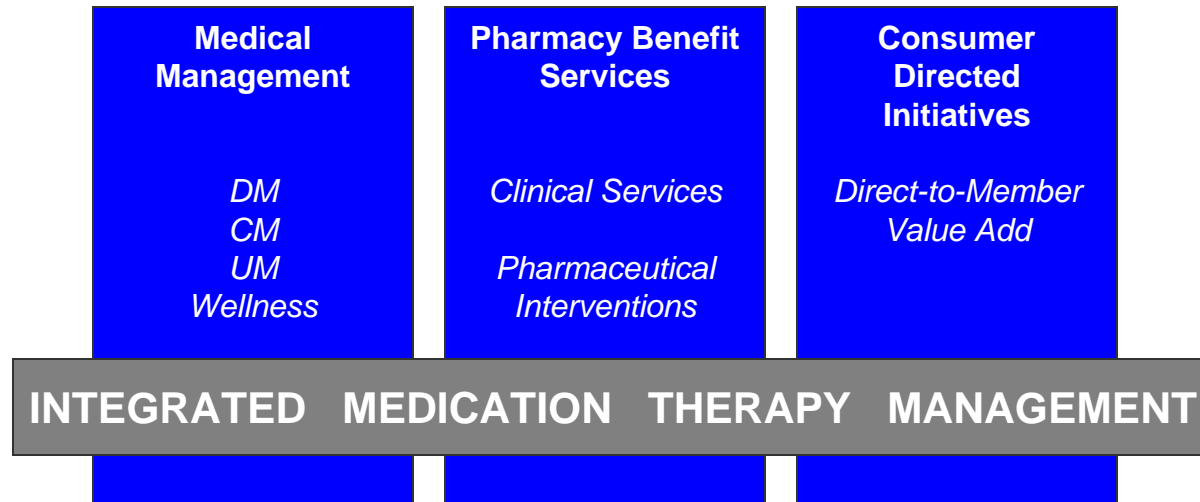 Medical
Management
DM
CM
UM
Wellness
Pharmacy Benefit
Services
Clinical Services
Pharmaceutical
Interventions
Consumer
Directed
Initiatives
Direct-to-Member
Value Add
INTEGRATED MEDICATION THERAPY MANAGEMENT